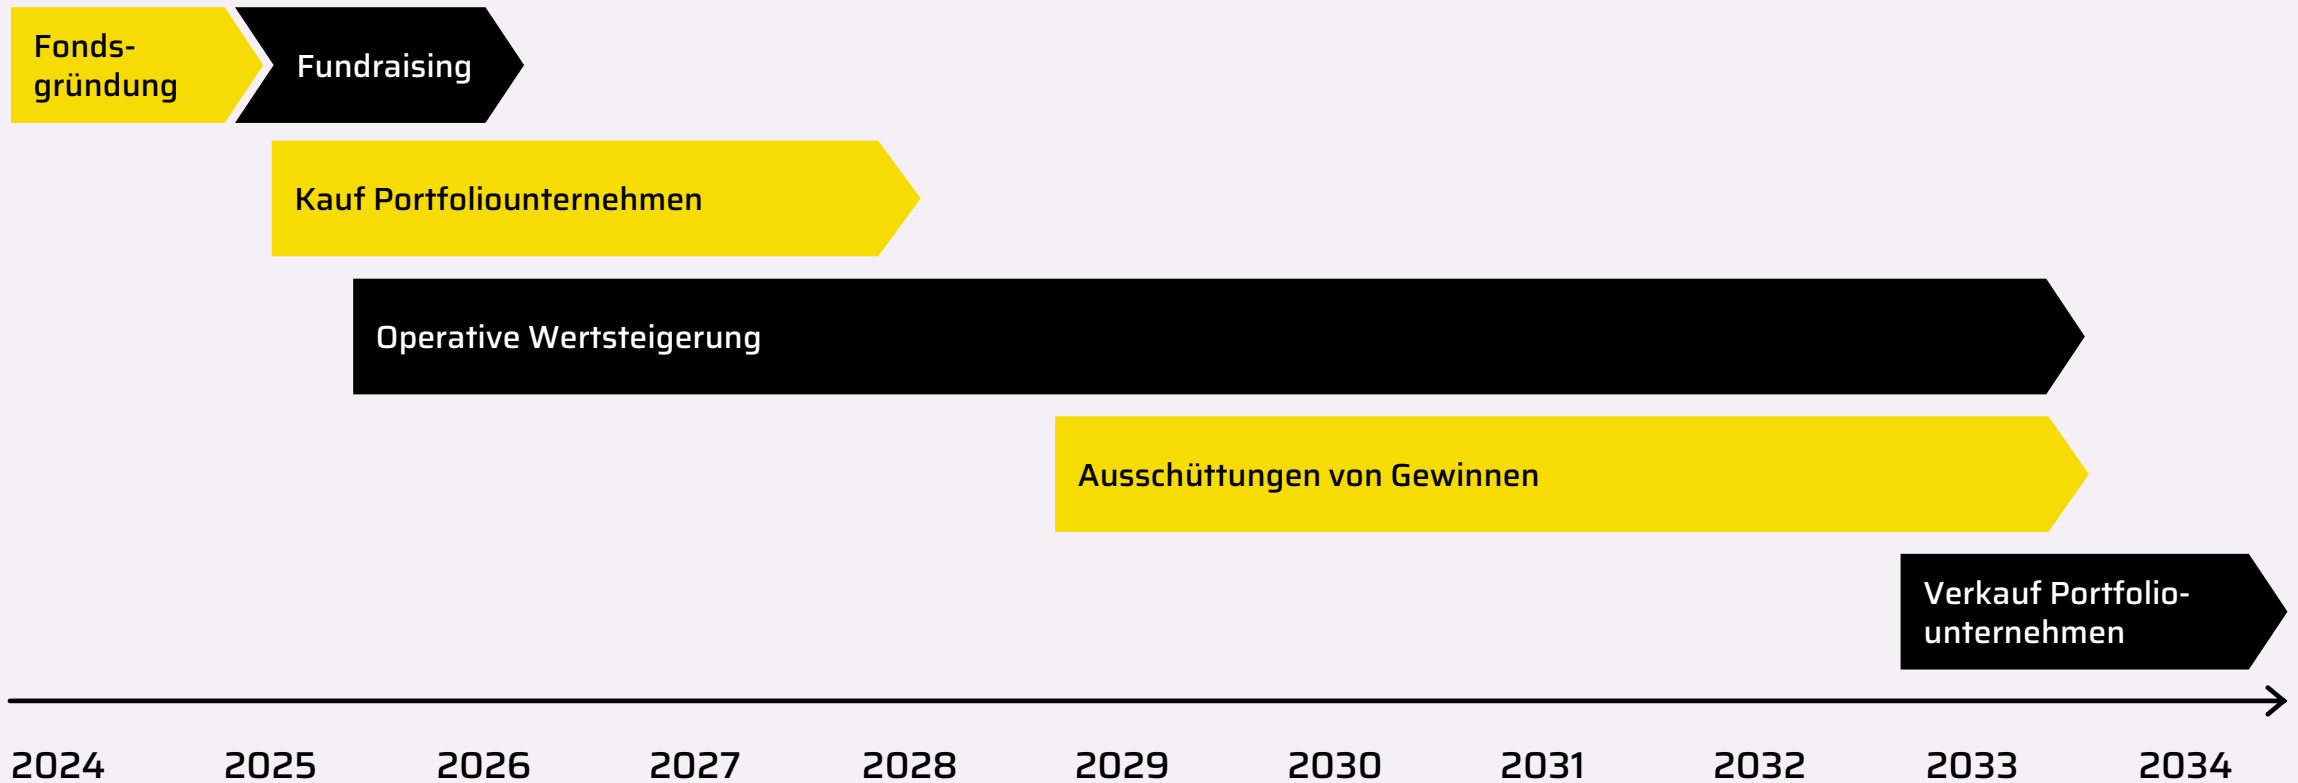 Fonds-
gründung
Fundraising
Kauf Portfoliounternehmen
Operative Wertsteigerung
Ausschüttungen von Gewinnen
Verkauf Portfolio-
unternehmen
2024 2025 2026 2027 2028 2029 2030 2031 2032 2033 2034